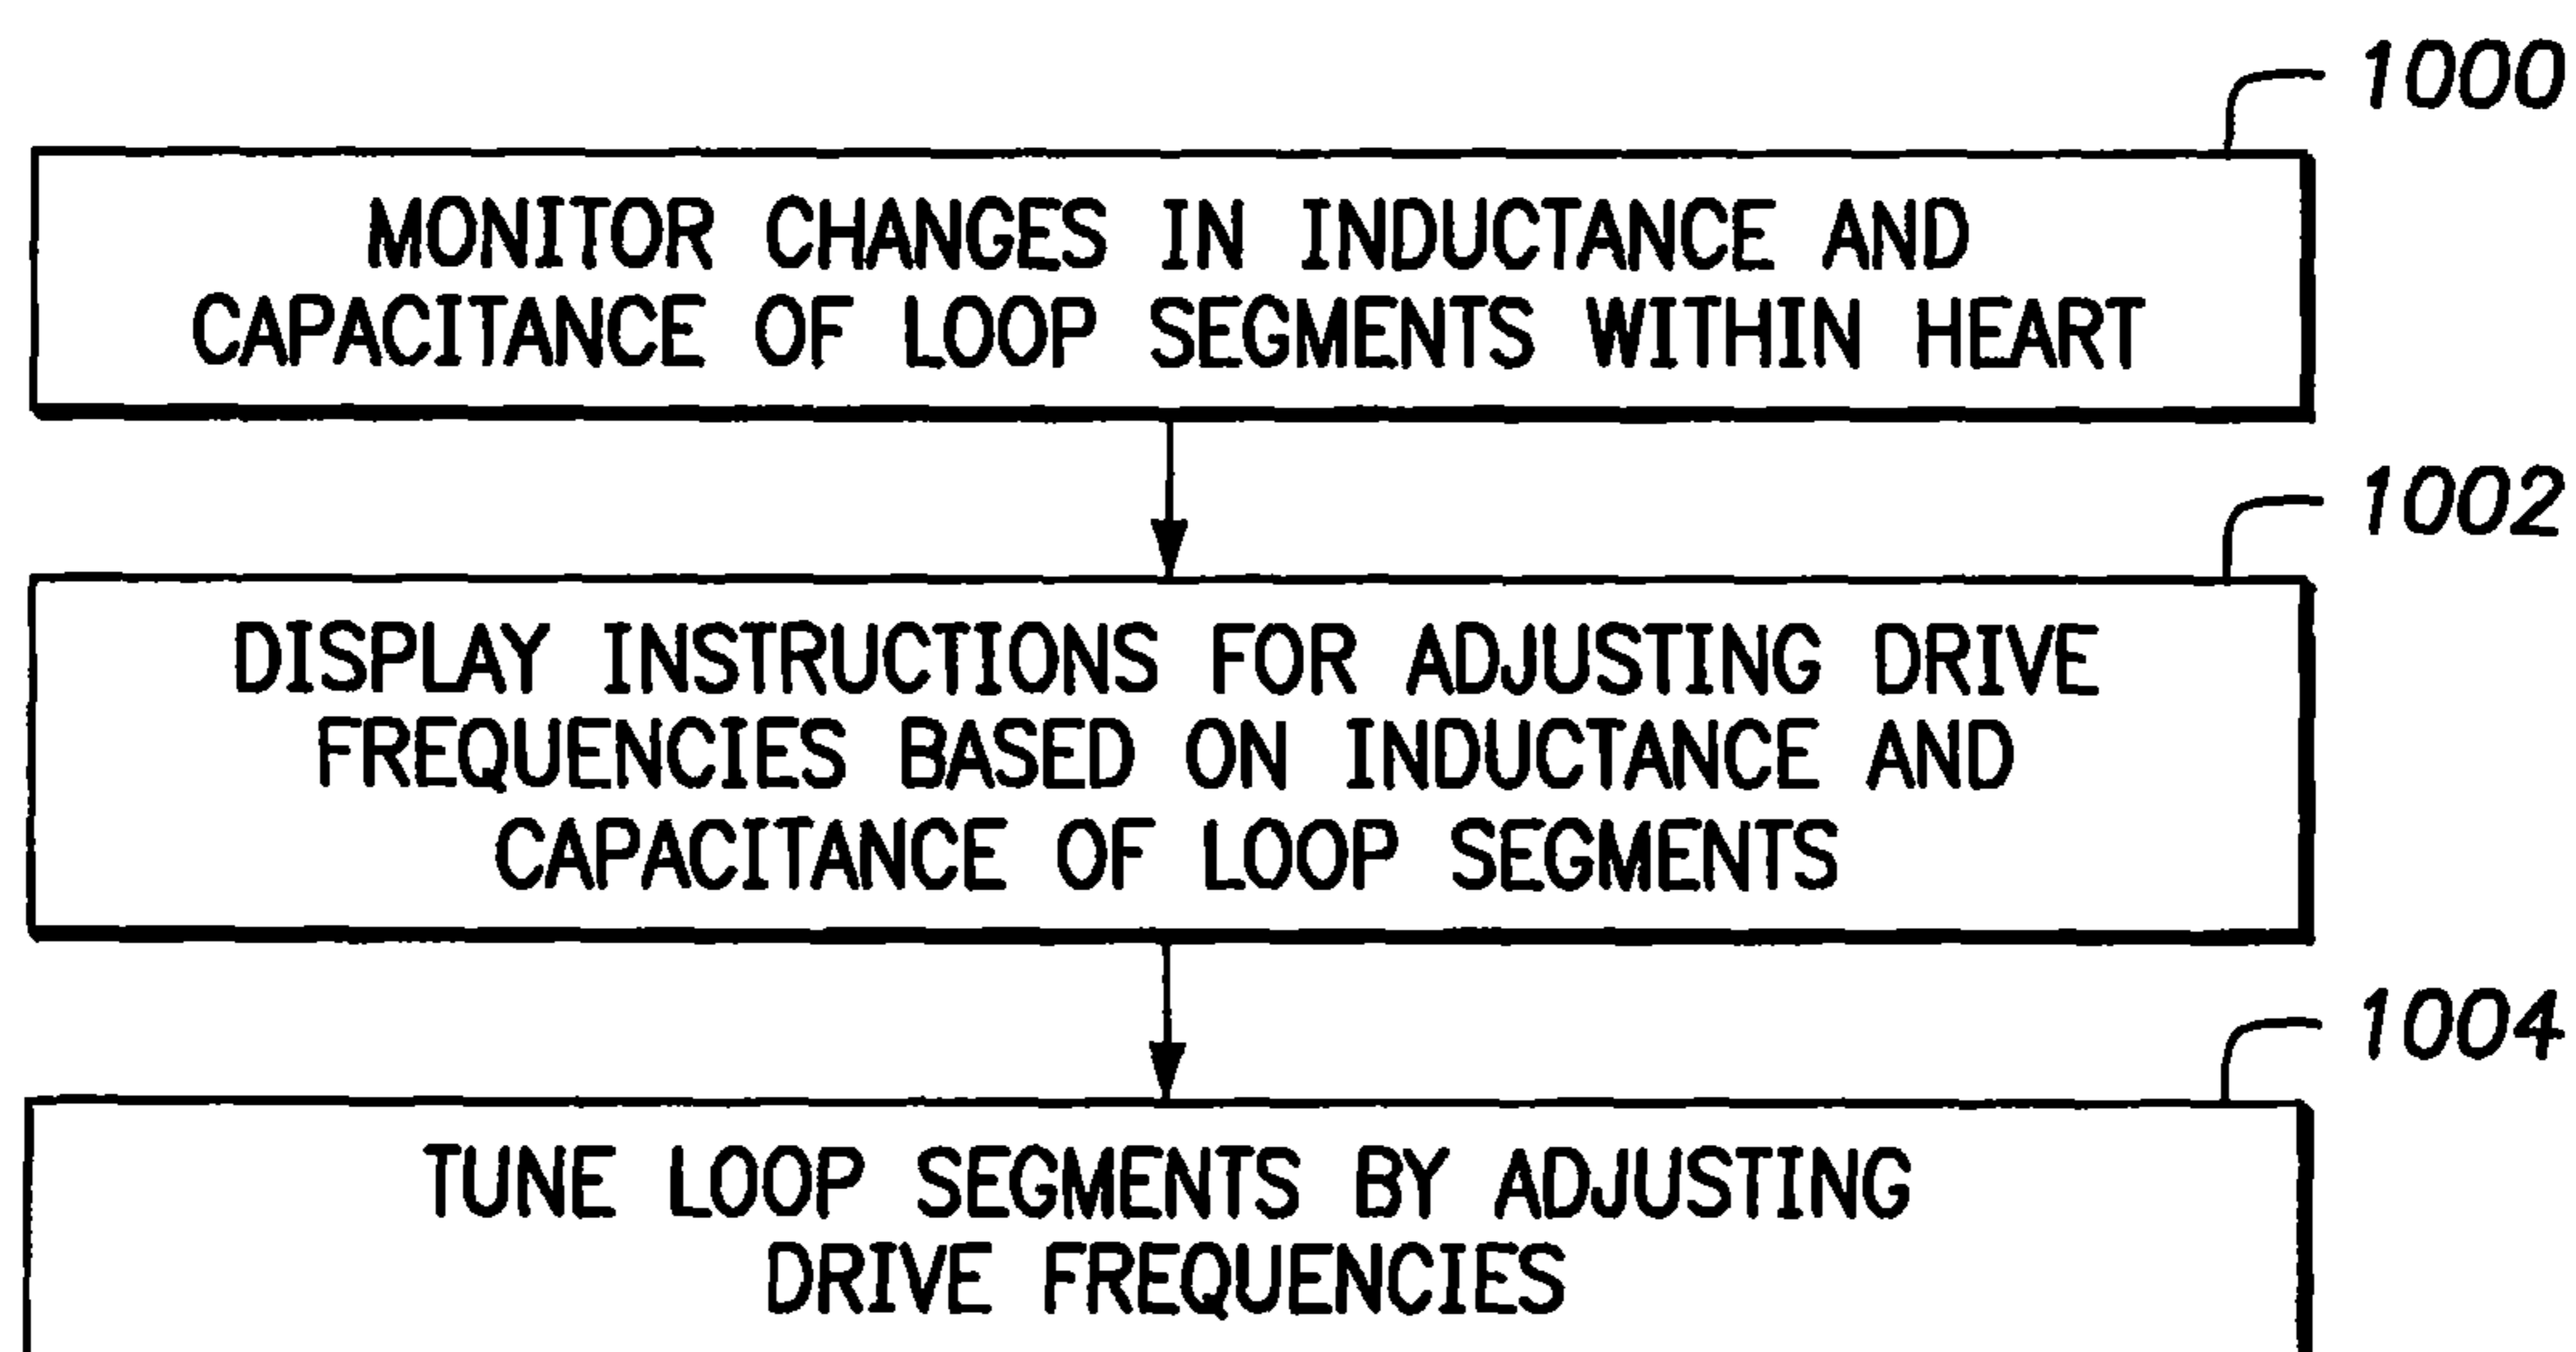 1000
MONITOR CHANGES IN INDUCTANCE AND
CAPACITANCE OF LOOP SEGMENTS WITHIN HEART
1002
DISPLAY INSTRUCTIONS FOR ADJUSTING DRIVE
FREQUENCIES BASED ON INDUCTANCE AND
CAPACITANCE OF LOOP SEGMENTS
1004
TUNE LOOP SEGMENTS BY ADJUSTING
DRIVE FREQUENCIES